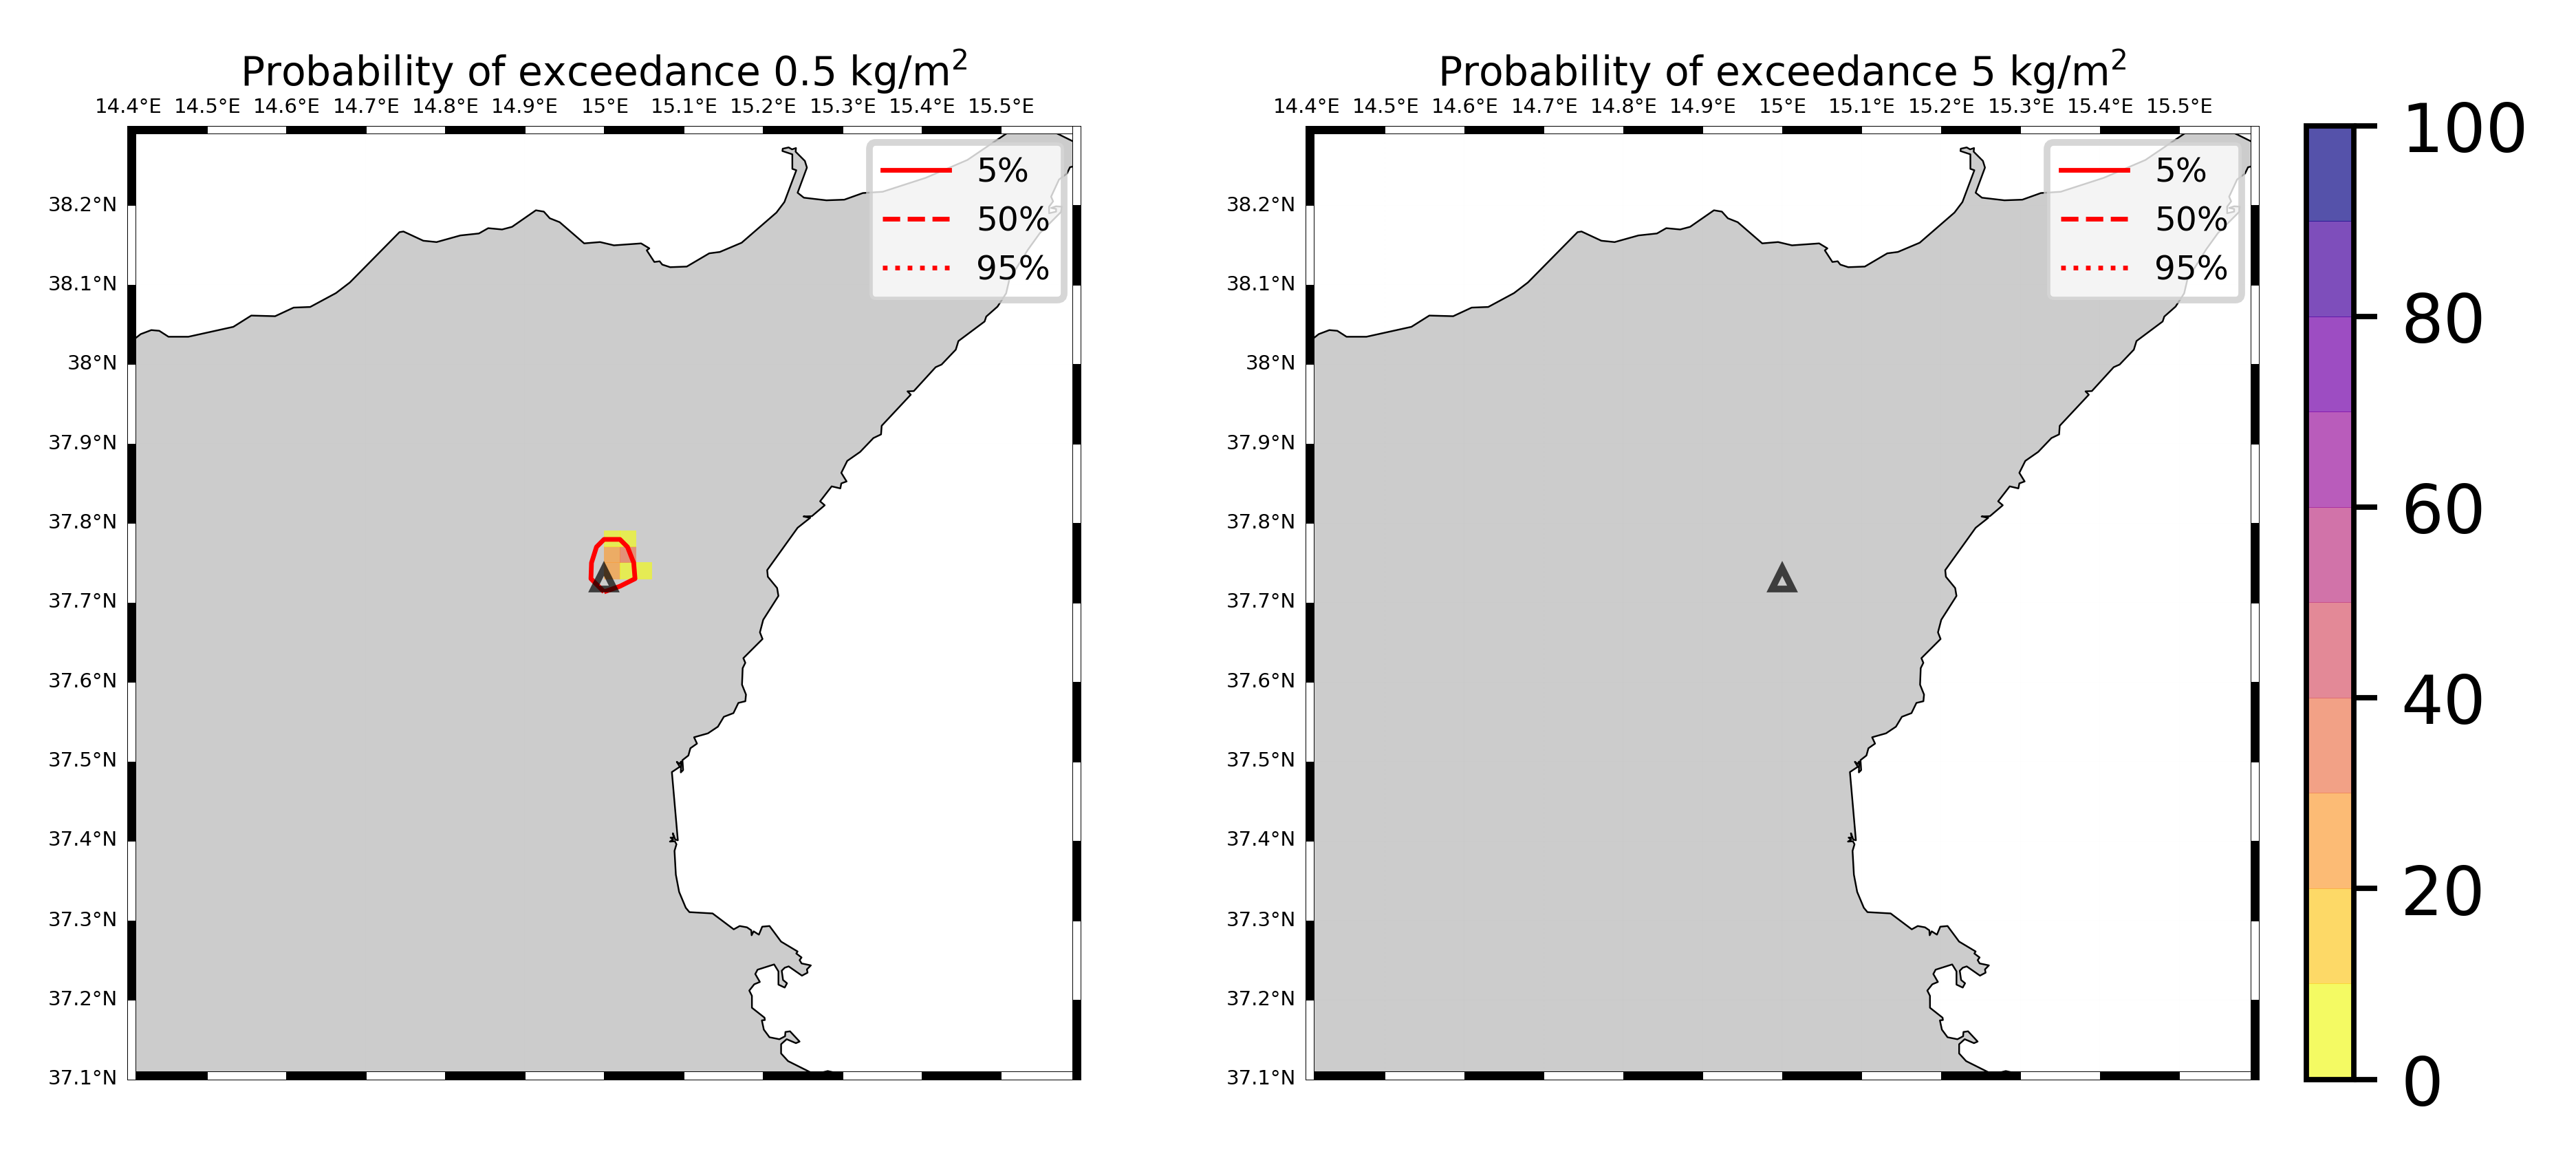 Probability of exceedance 0.5 kg/m²
14.4°E 14.5°E 14.6°E 14.7°E 14.8°E 14.9°E 15°E 15.1°E 15.2°E 15.3°E 15.4°E 15.5°E
5%
50%
95%
38.2°N
38.1°N
38°N
37.9°N
37.8°N
37.7°N
37.6°N
37.5°N
37.4°N
37.3°N
37.2°N
37.1°N
Probability of exceedance 5 kg/m²
14.4°E 14.5°E 14.6°E 14.7°E 14.8°E 14.9°E 15°E 15.1°E 15.2°E 15.3°E 15.4°E 15.5°E
5%
50%
95%
38.2°N
38.1°N
38°N
37.9°N
37.8°N
37.7°N
37.6°N
37.5°N
37.4°N
37.3°N
37.2°N
37.1°N
100
80
60
40
20
0